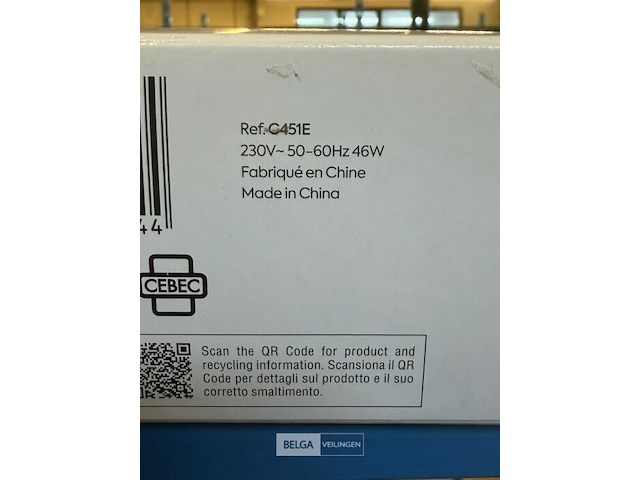 Ref. C451E
230V~ 50-60Hz 46W
Fabriqué en Chine
Made in China
44
CEBEC
Scan the QR Code for product and
recycling information. Scansiona il QR
Code per dettagli sul prodotto e il suo
corretto smaltimento.
BELGA VEILINGEN